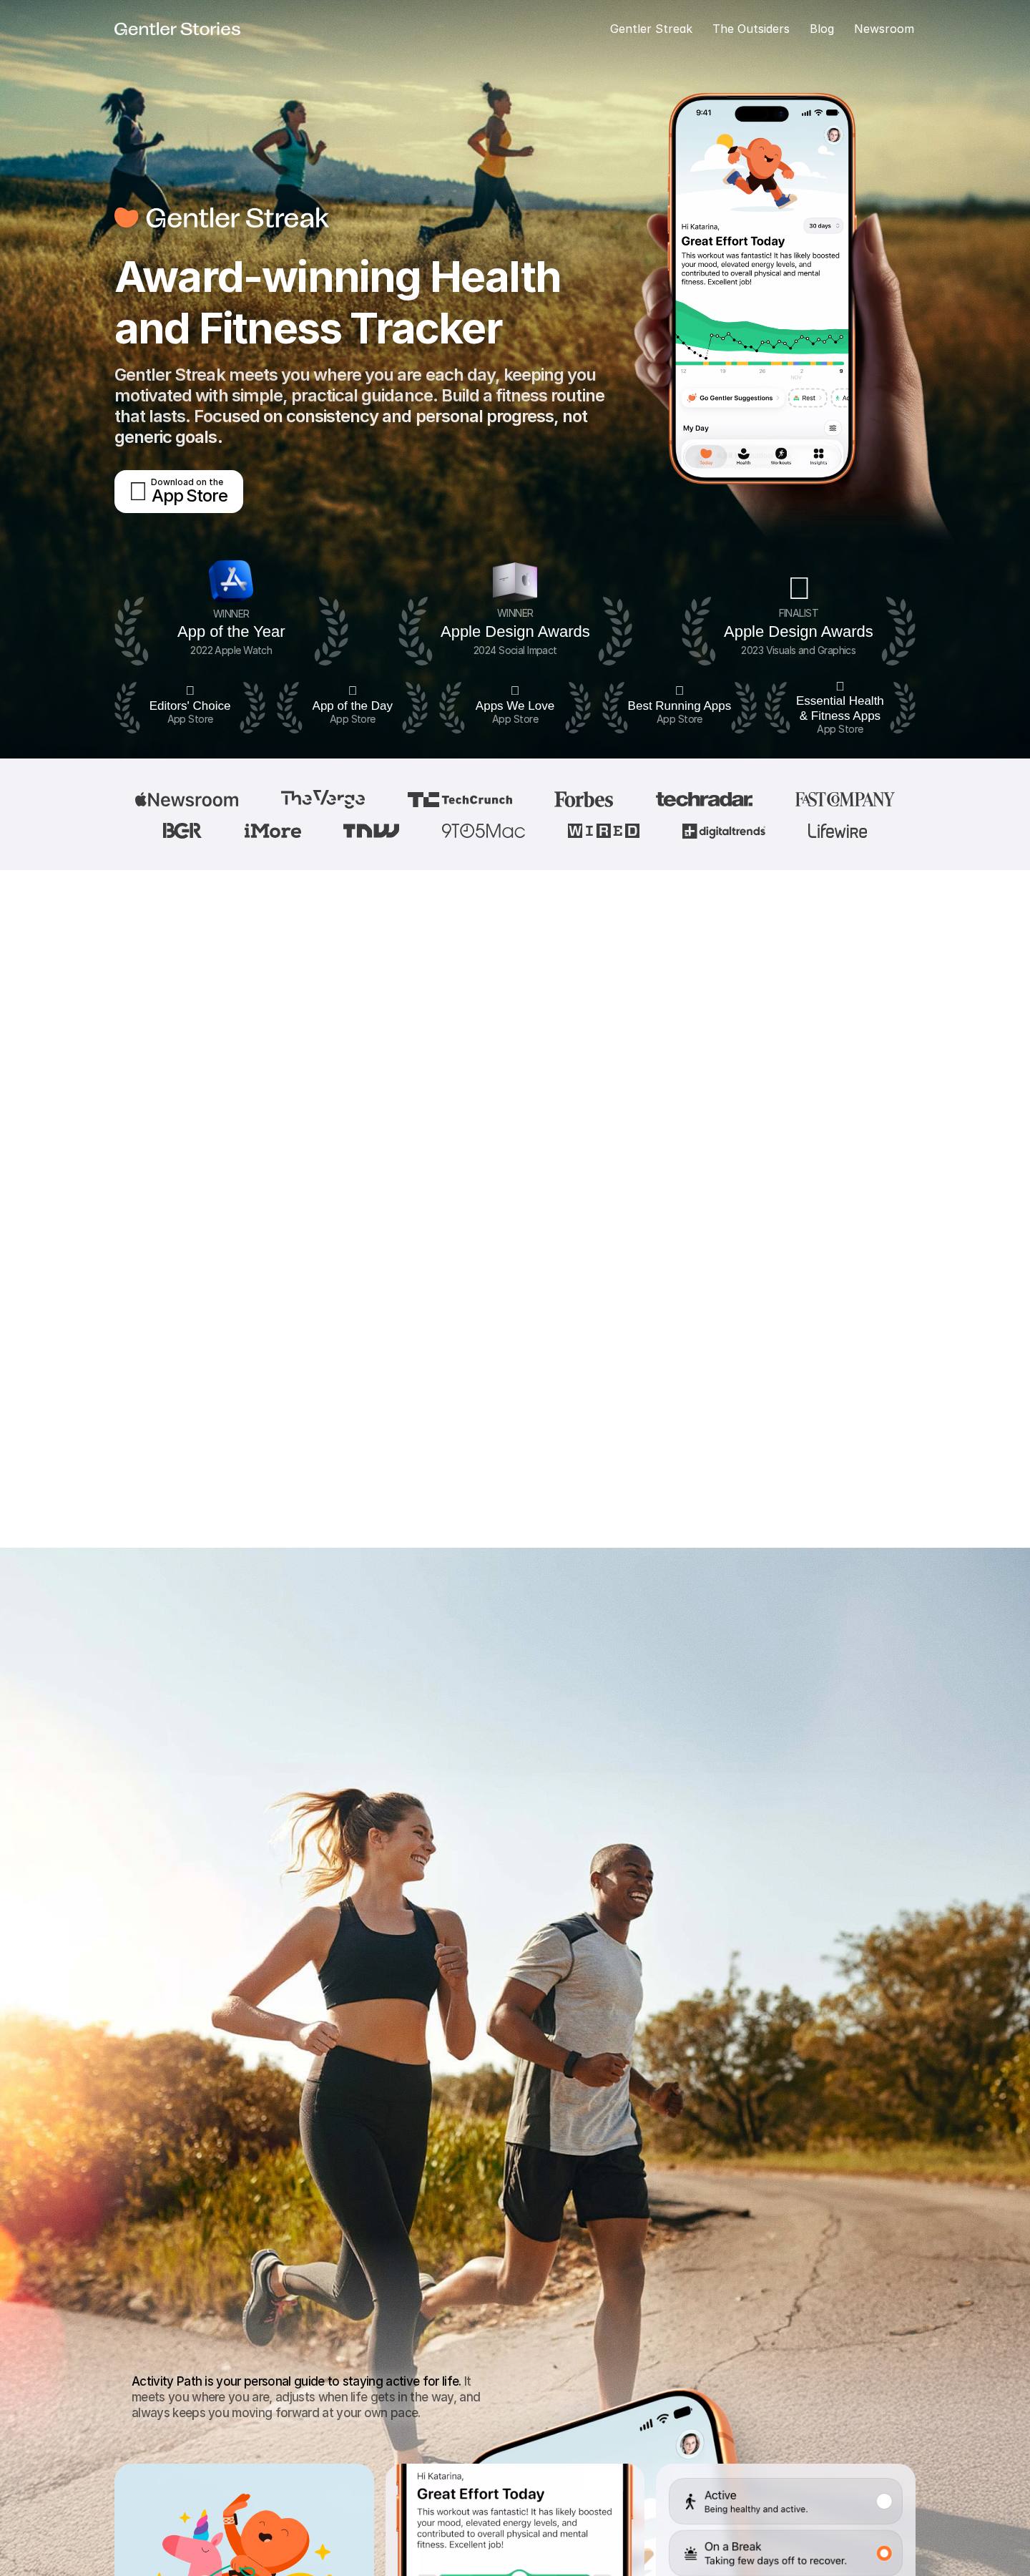 Gentler Stories
Gentler Streak The Outsiders Blog Newsroom
Gentler Streak
Award-winning Health
and Fitness Tracker
Gentler Streak meets you where you are each day, keeping you
motivated with simple, practical guidance. Build a fitness routine
that lasts. Focused on consistency and personal progress, not
generic goals.
Download on the
App Store
9:41
Hi Katarina,
30 days
Great Effort Today
This workout was fantastic! It has likely boosted
your mood, elevated energy levels, and
contributed to overall physical and mental
fitness. Excellent job!
12 19 26 2 9
NOV
Go Gentler Suggestions Rest
My Day
Today Health Workouts Insights
WINNER
App of the Year
2022 Apple Watch
WINNER
Apple Design Awards
2024 Social Impact
FINALIST
Apple Design Awards
2023 Visuals and Graphics
Editors' Choice
App Store
App of the Day
App Store
Apps We Love
App Store
Best Running Apps
App Store
Essential Health
& Fitness Apps
App Store
Newsroom The Verge TC TechCrunch Forbes techradar. FAST COMPANY
BGR iMore TNW 9TO5Mac WIRED digitaltrends Lifewire
Activity Path is your personal guide to staying active for life. It
meets you where you are, adjusts when life gets in the way, and
always keeps you moving forward at your own pace.
Hi Katarina,
Great Effort Today
This workout was fantastic! It has likely boosted
your mood, elevated energy levels, and
contributed to overall physical and mental
fitness. Excellent job!
Active
Being healthy and active.
On a Break
Taking few days off to recover.